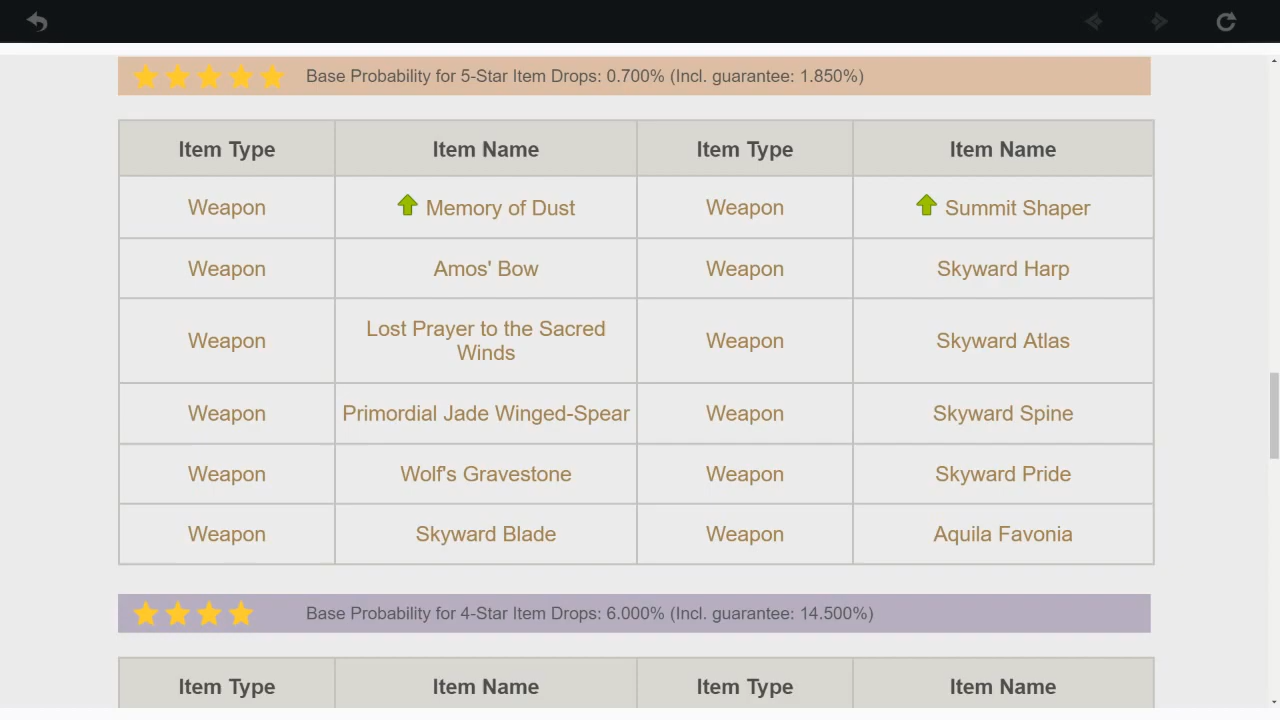 Base Probability for 5-Star Item Drops: 0.700% (Incl. guarantee: 1.850%)
Item Type Item Name Item Type Item Name
Weapon Memory of Dust Weapon Summit Shaper
Weapon Amos' Bow Weapon Skyward Harp
Weapon Lost Prayer to the Sacred
Winds Weapon Skyward Atlas
Weapon Primordial Jade Winged-Spear Weapon Skyward Spine
Weapon Wolf's Gravestone Weapon Skyward Pride
Weapon Skyward Blade Weapon Aquila Favonia
Base Probability for 4-Star Item Drops: 6.000% (Incl. guarantee: 14.500%)
Item Type Item Name Item Type Item Name